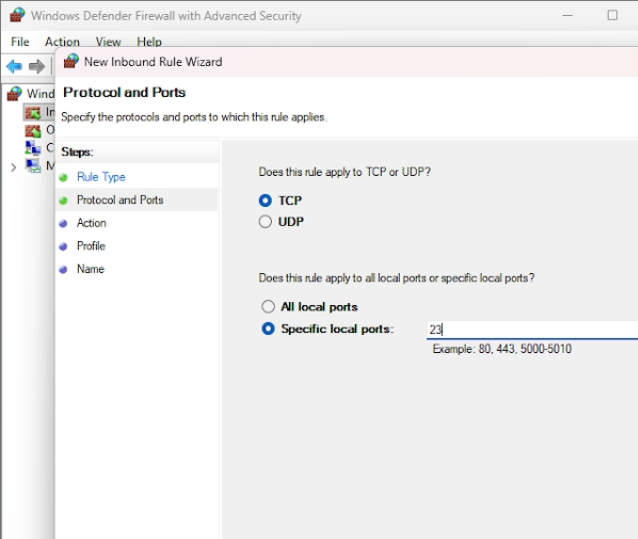 Windows Defender Firewall with Advanced Security
File Action View Help
New Inbound Rule Wizard
Wind
Protocol and Ports
In
Specify the protocols and ports to which this rule applies.
O
C
Steps:
M
Rule Type
Does this rule apply to TCP or UDP?
Protocol and Ports
TCP
Action
UDP
Profile
Name
Does this rule apply to all local ports or specific local ports?
All local ports
Specific local ports: 23
Example: 80, 443, 5000-5010